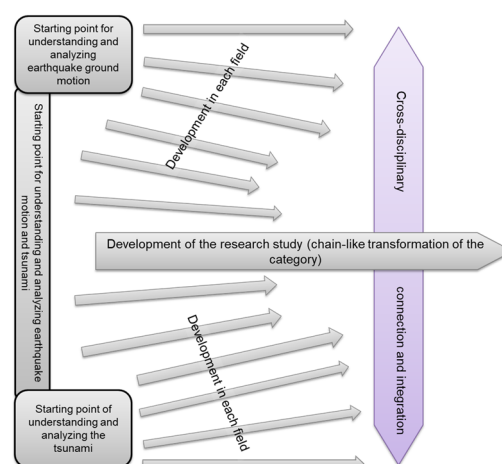 Starting point for
understanding and
analyzing
earthquake ground
motion
Development in each field
Starting point for understanding and analyzing earthquake
motion and tsunami
Cross-disciplinary
Development of the research study (chain-like transformation of the
category)
connection and integration
Development in each field
Starting point of
understanding and
analyzing the
tsunami